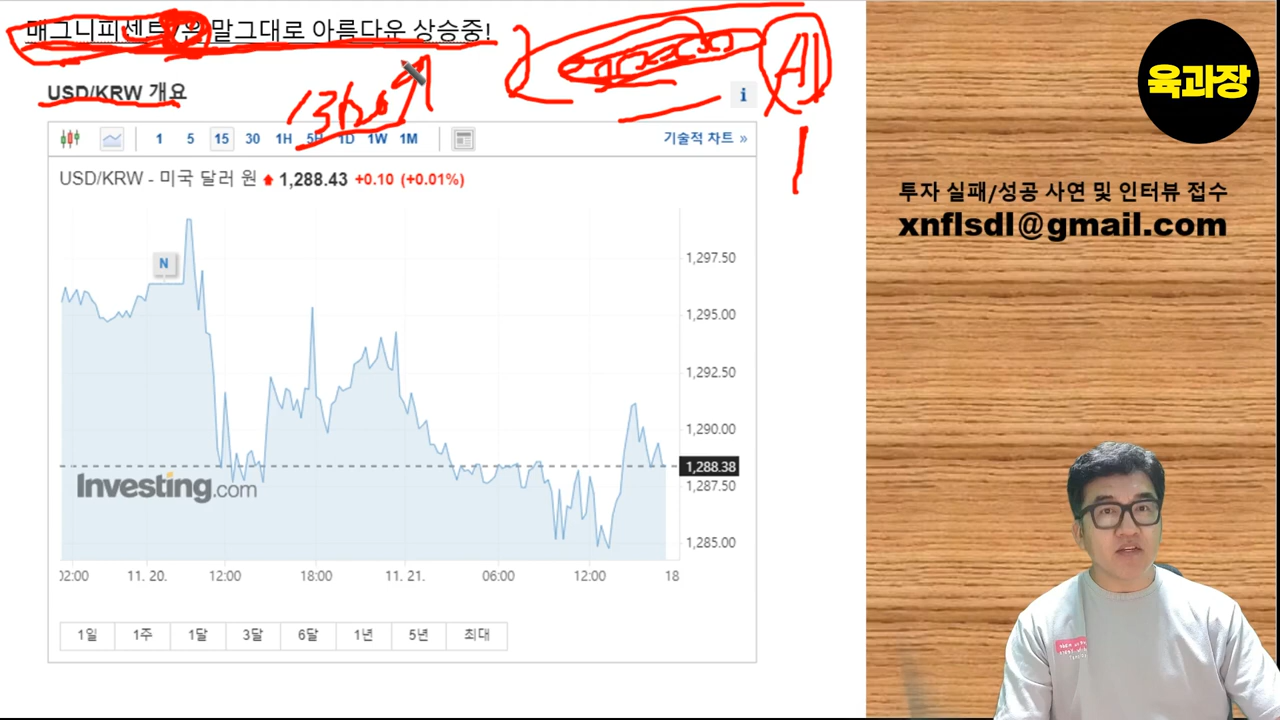 매그니피센트7은 말그대로 아름다운 상승중!
AI
USD/KRW 개요
i
1 5 15 30 1H 5H 1D 1W 1M
기술적 차트 »
USD/KRW - 미국 달러 원 1,288.43 +0.10 (+0.01%)
N
1,297.50
1,295.00
1,292.50
1,290.00
1,288.38
1,287.50
1,285.00
Investing.com
02:00 11. 20. 12:00 18:00 11. 21. 06:00 12:00 18
1일 1주 1달 3달 6달 1년 5년 최대
육과장
투자 실패/성공 사연 및 인터뷰 접수
xnflsdl@gmail.com